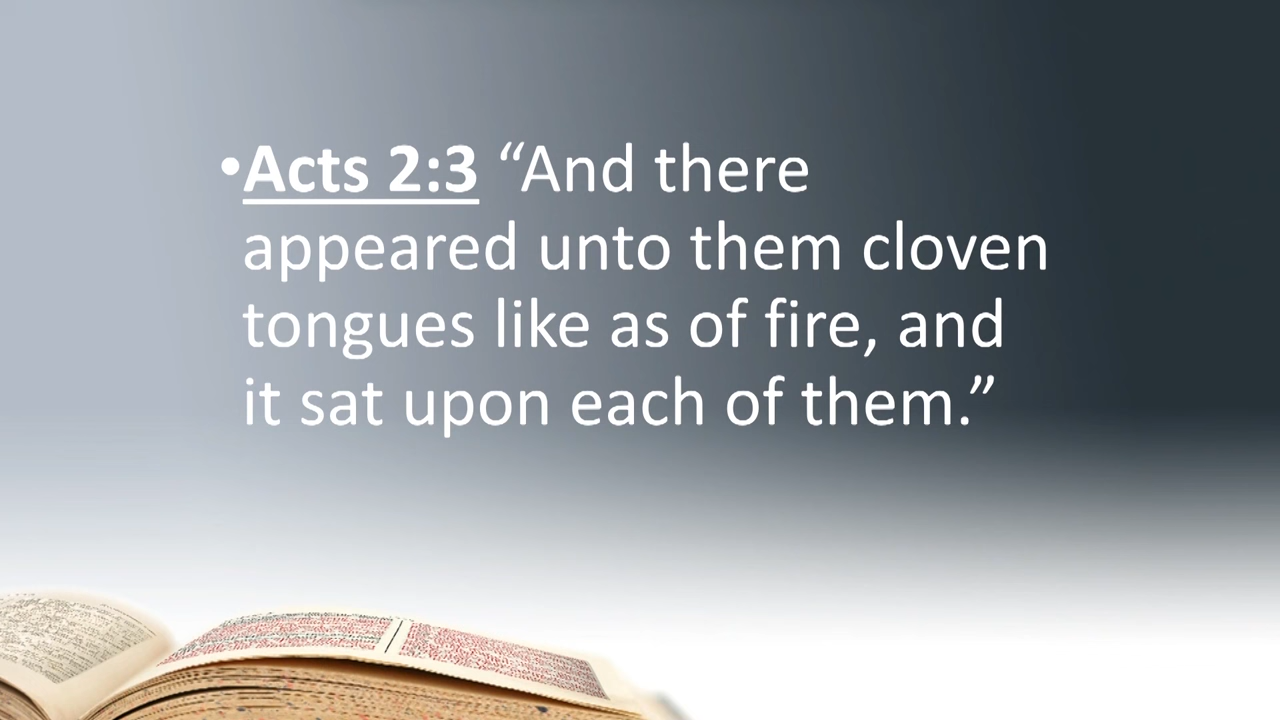 •Acts 2:3 “And there
appeared unto them cloven
tongues like as of fire, and
it sat upon each of them.”